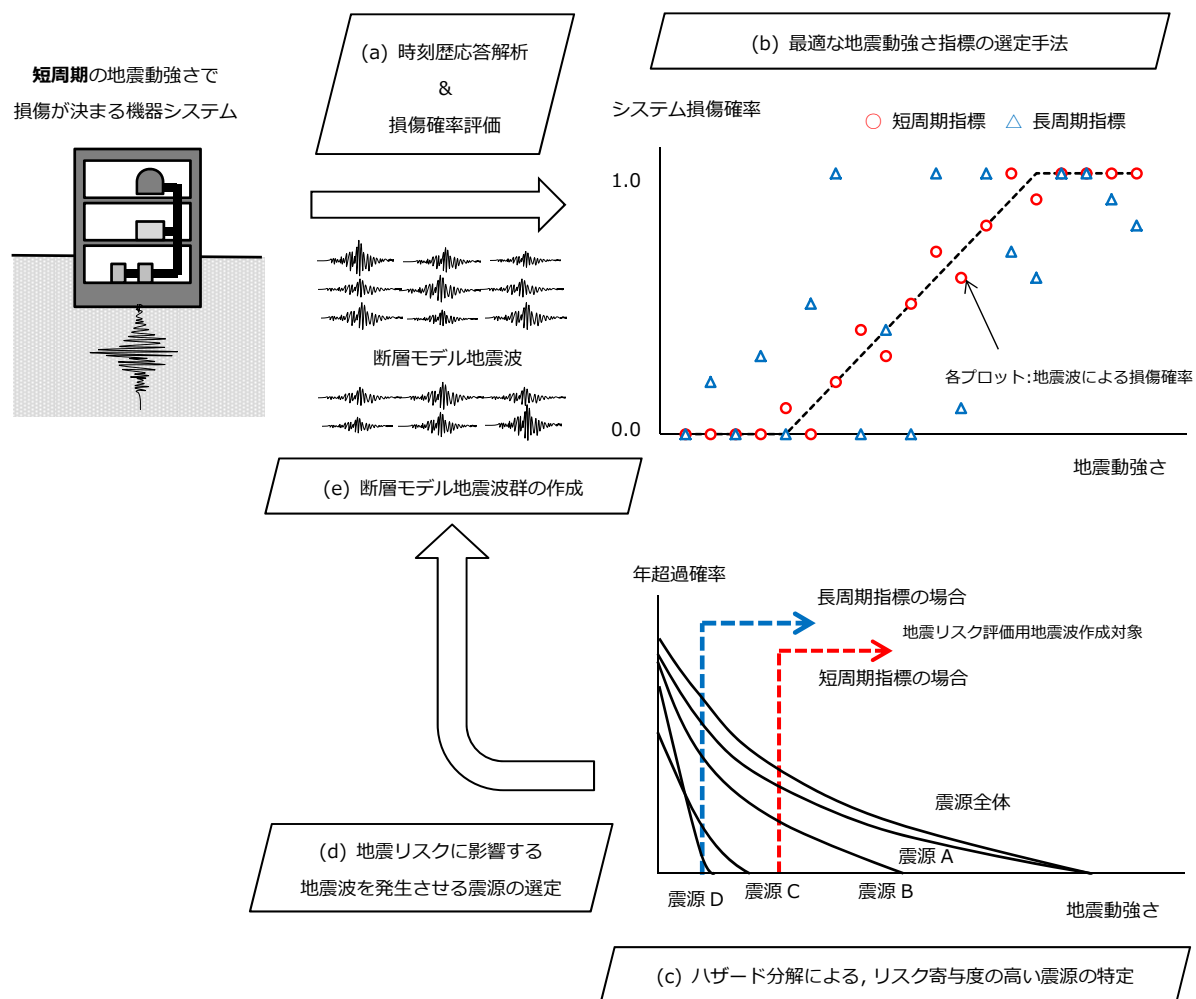 短周期の地震動強さで
損傷が決まる機器システム
(a) 時刻歴応答解析
&
損傷確率評価
断層モデル地震波
(b) 最適な地震動強さ指標の選定手法
システム損傷確率
短周期指標 長周期指標
1.0
各プロット:地震波による損傷確率
0.0
地震動強さ
(e) 断層モデル地震波群の作成
年超過確率
長周期指標の場合
地震リスク評価用地震波作成対象
短周期指標の場合
震源全体
震源 A
震源 D 震源 C 震源 B
地震動強さ
(d) 地震リスクに影響する
地震波を発生させる震源の選定
(c) ハザード分解による, リスク寄与度の高い震源の特定